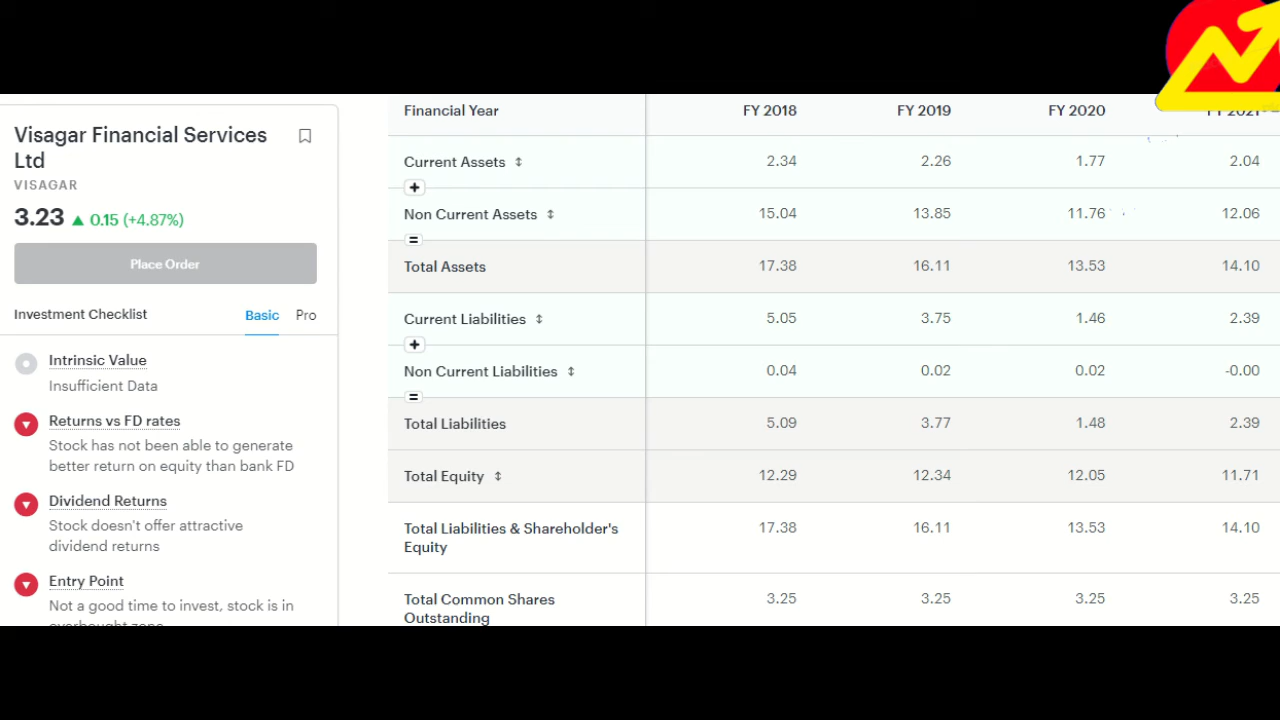 Visagar Financial Services
Ltd
VISAGAR
3.23 ▲ 0.15 (+4.87%)
Place Order
Investment Checklist Basic Pro
Intrinsic Value
Insufficient Data
Returns vs FD rates
Stock has not been able to generate
better return on equity than bank FD
Dividend Returns
Stock doesn't offer attractive
dividend returns
Entry Point
Not a good time to invest, stock is in
overbought zone
Financial Year FY 2018 FY 2019 FY 2020 FY 2021
Current Assets 2.34 2.26 1.77 2.04
+
Non Current Assets 15.04 13.85 11.76 12.06
=
Total Assets 17.38 16.11 13.53 14.10
Current Liabilities 5.05 3.75 1.46 2.39
+
Non Current Liabilities 0.04 0.02 0.02 -0.00
=
Total Liabilities 5.09 3.77 1.48 2.39
Total Equity 12.29 12.34 12.05 11.71
Total Liabilities & Shareholder's 17.38 16.11 13.53 14.10
Equity
Total Common Shares 3.25 3.25 3.25 3.25
Outstanding